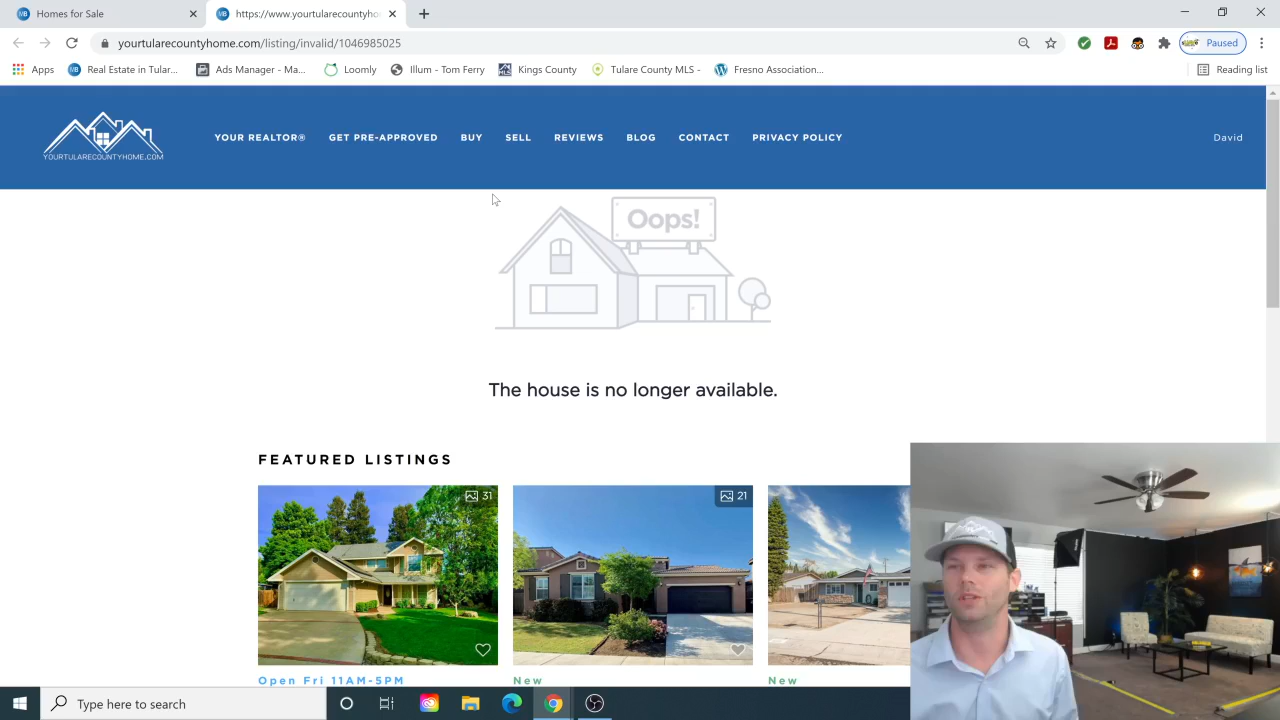 Homes for Sale
https://www.yourtularecountyho
yourtularecountyhome.com/listing/invalid/1046985025
Paused
Apps
Real Estate in Tular...
Ads Manager - Ma...
Loomly
Illum - Tom Ferry
Kings County
Tulare County MLS -
Fresno Association...
Reading list
YOURTULARECOUNTYHOME.COM
YOUR REALTOR®
GET PRE-APPROVED
BUY
SELL
REVIEWS
BLOG
CONTACT
PRIVACY POLICY
David
Oops!
The house is no longer available.
FEATURED LISTINGS
31
21
Open Fri 11AM-5PM
New
New
Type here to search